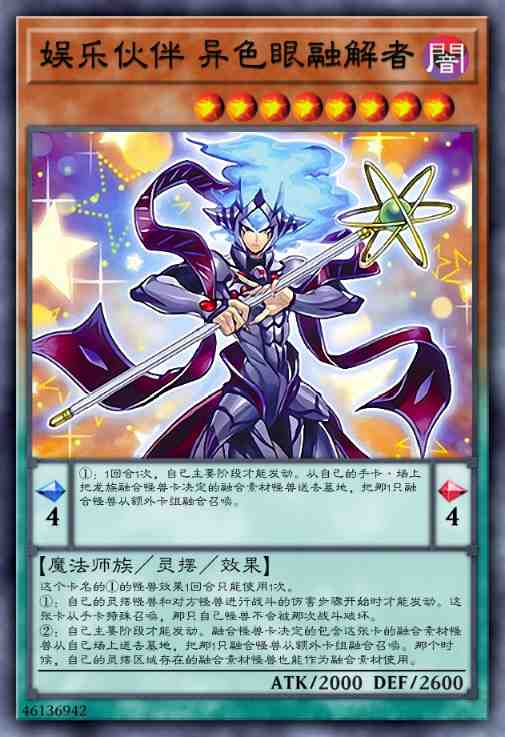 娱乐伙伴 异色眼融解者
闇
①：1回合1次，自己主要阶段才能发动。从自己的手卡·场上
把龙族融合怪兽卡决定的融合素材怪兽送去墓地，把那1只融
合怪兽从额外卡组融合召唤。
4
4
【魔法师族／灵摆／效果】
这个卡名的①的怪兽效果1回合只能使用1次。
①：自己的灵摆怪兽和对方怪兽进行战斗的伤害步骤开始时才能发动。这
张卡从手卡特殊召唤，那只自己怪兽不会被那次战斗破坏。
②：自己主要阶段才能发动。融合怪兽卡决定的包含这张卡的融合素材怪
兽从自己场上送去墓地，把那1只融合怪兽从额外卡组融合召唤。那个时
候，自己的灵摆区域存在的融合素材怪兽也能作为融合素材使用。
ATK/2000 DEF/2600
46136942